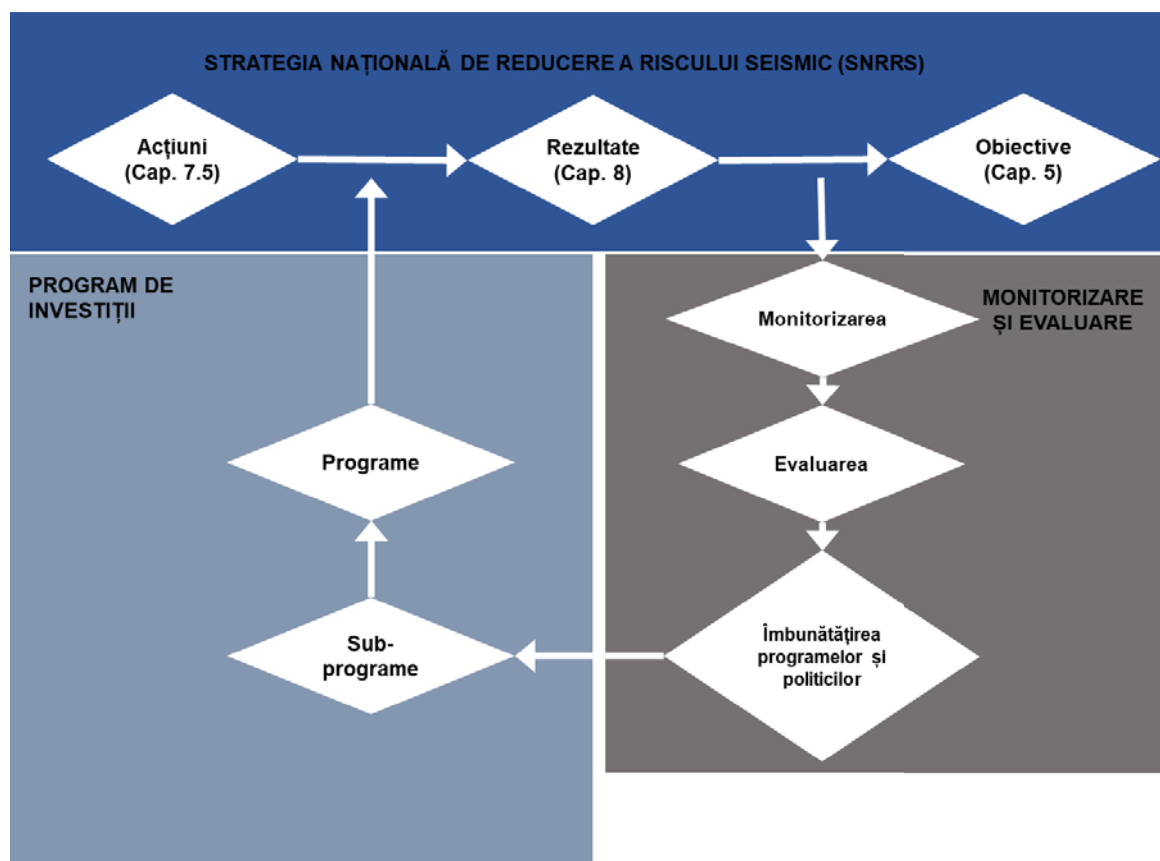 STRATEGIA NAȚIONALĂ DE REDUCERE A RISCULUI SEISMIC (SNRRS)
Acțiuni
(Cap. 7.5)
Rezultate
(Cap. 8)
Obiective
(Cap. 5)
PROGRAM DE
INVESTIȚII
MONITORIZARE
ȘI EVALUARE
Monitorizarea
Programe
Evaluarea
Sub-
programe
Îmbunătățirea
programelor și
politicilor